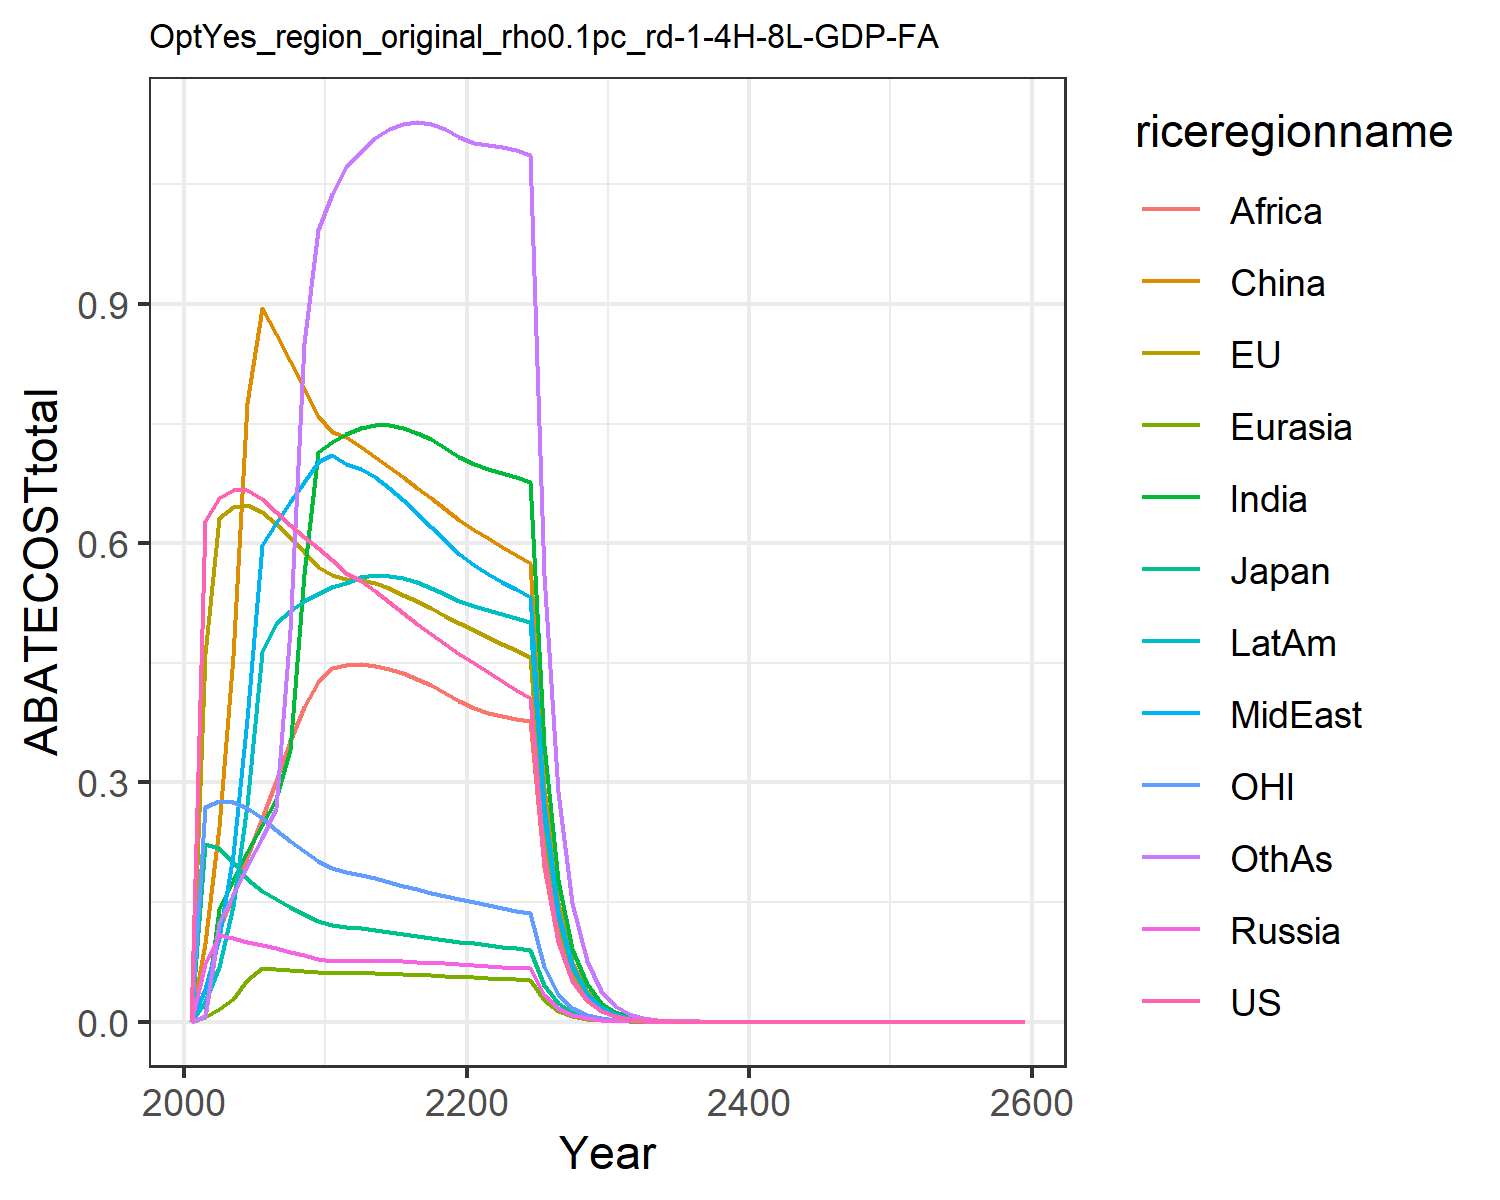 OptYes_region_original_rho0.1pc_rd-1-4H-8L-GDP-FA
ABATECOSTtotal
0.9
0.6
0.3
0.0
2000 2200 2400 2600
Year
riceregionname
Africa
China
EU
Eurasia
India
Japan
LatAm
MidEast
OHI
OthAs
Russia
US